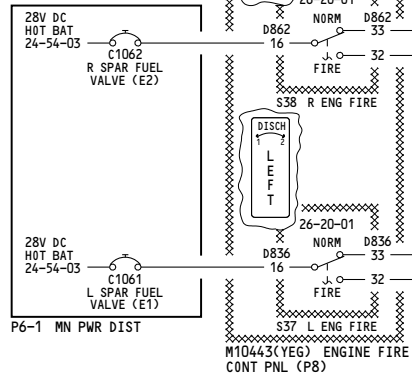 26-20-01
28V DC
HOT BAT
24-54-03
C1062
R SPAR FUEL
VALVE (E2)
D862
16
NORM
D862
33
32
FIRE
S38 R ENG FIRE
DISCH
1 2
L
E
F
T
26-20-01
28V DC
HOT BAT
24-54-03
C1061
L SPAR FUEL
VALVE (E1)
D836
16
NORM
D836
33
32
FIRE
S37 L ENG FIRE
P6-1 MN PWR DIST
M10443(YEG) ENGINE FIRE
CONT PNL (P8)